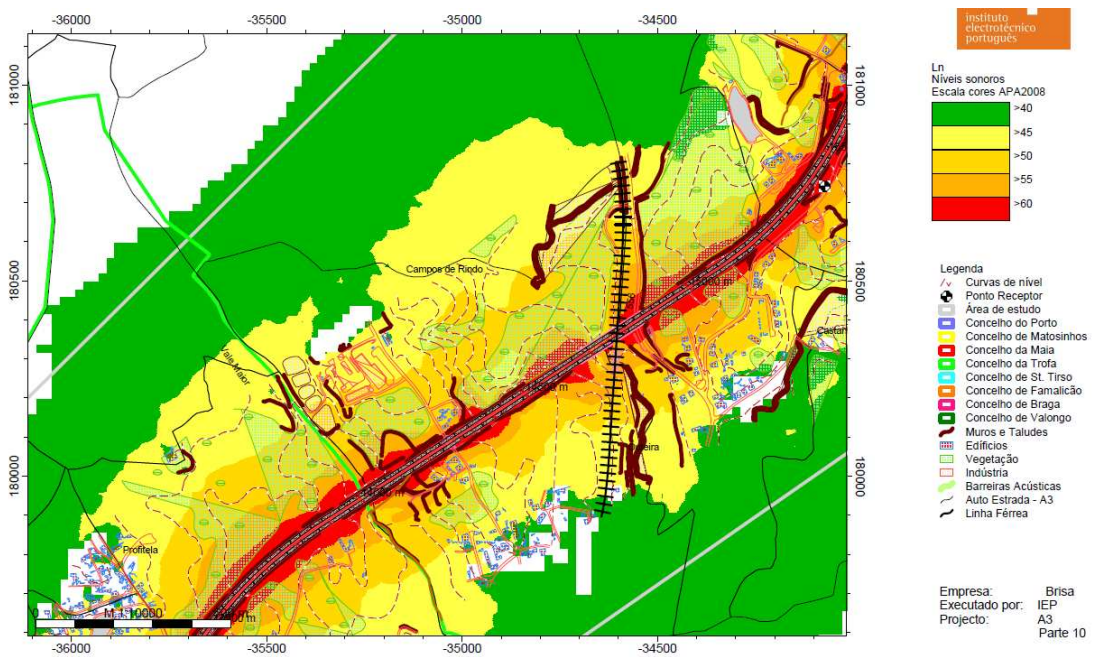 -36000 -35500 -35000 -34500
instituto
electrotécnico
português
Ln
Níveis sonoros
Escala cores APA2008
>40
>45
>50
>55
>60
181000 181000
Campos de Rindo
180500 180500
Vale Maior
180000 180000
Profitela
0 M 1:10000
-36000 -35500 -35000 -34500
Legenda
Curvas de nível
Ponto Receptor
Área de estudo
Concelho do Porto
Concelho de Matosinhos
Concelho da Maia
Concelho da Trofa
Concelho de St. Tirso
Concelho de Famalicão
Concelho de Braga
Concelho de Valongo
Muros e Taludes
Edifícios
Vegetação
Indústria
Barreiras Acústicas
Auto Estrada - A3
Linha Férrea
Empresa: Brisa
Executado por: IEP
Projecto: A3
Parte 10